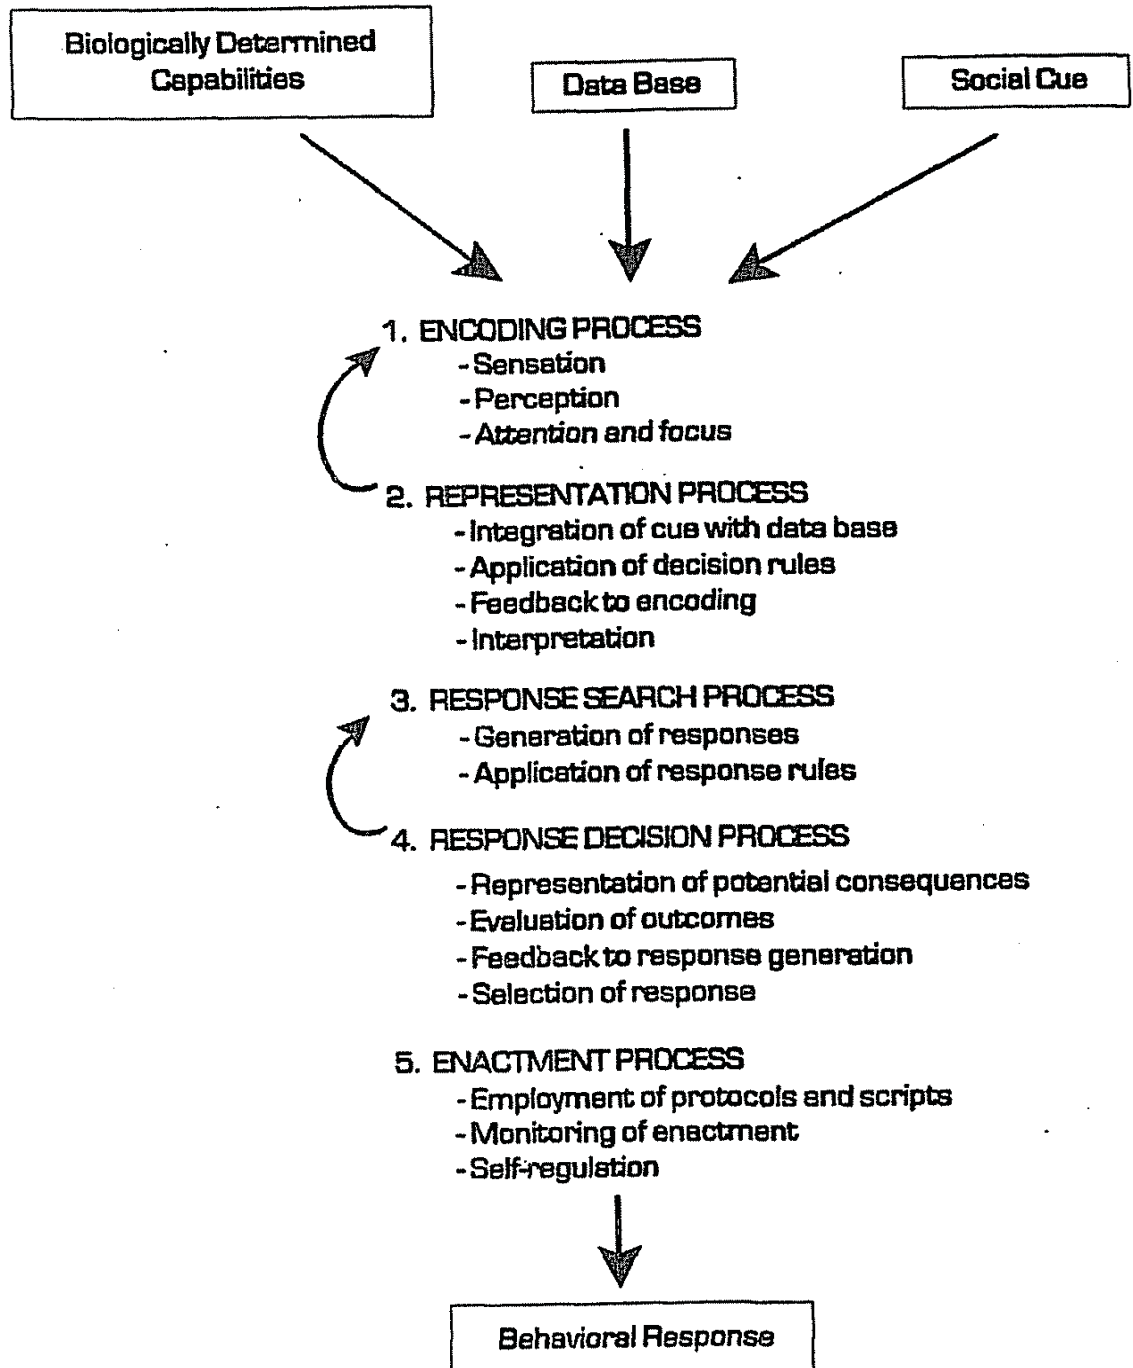 Biologically Determined
Capabilities
Data Base
Social Cue
1. ENCODING PROCESS
- Sensation
- Perception
- Attention and focus
2. REPRESENTATION PROCESS
- Integration of cue with data base
- Application of decision rules
- Feedback to encoding
- Interpretation
3. RESPONSE SEARCH PROCESS
- Generation of responses
- Application of response rules
4. RESPONSE DECISION PROCESS
- Representation of potential consequences
- Evaluation of outcomes
- Feedback to response generation
- Selection of response
5. ENACTMENT PROCESS
- Employment of protocols and scripts
- Monitoring of enactment
- Self-regulation
Behavioral Response